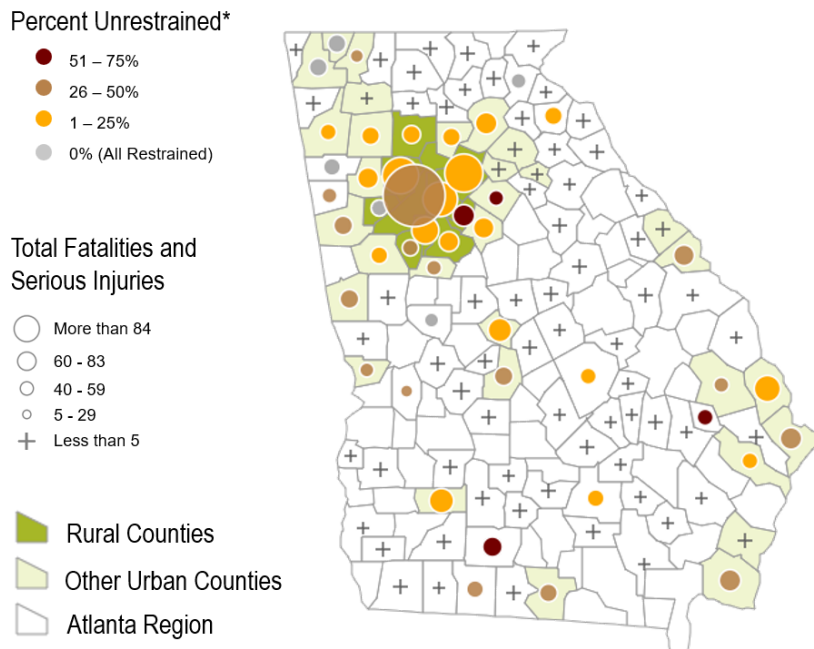 Percent Unrestrained*
51 – 75%
26 – 50%
1 – 25%
0% (All Restrained)
Total Fatalities and
Serious Injuries
More than 84
60 - 83
40 - 59
5 - 29
Less than 5
Rural Counties
Other Urban Counties
Atlanta Region